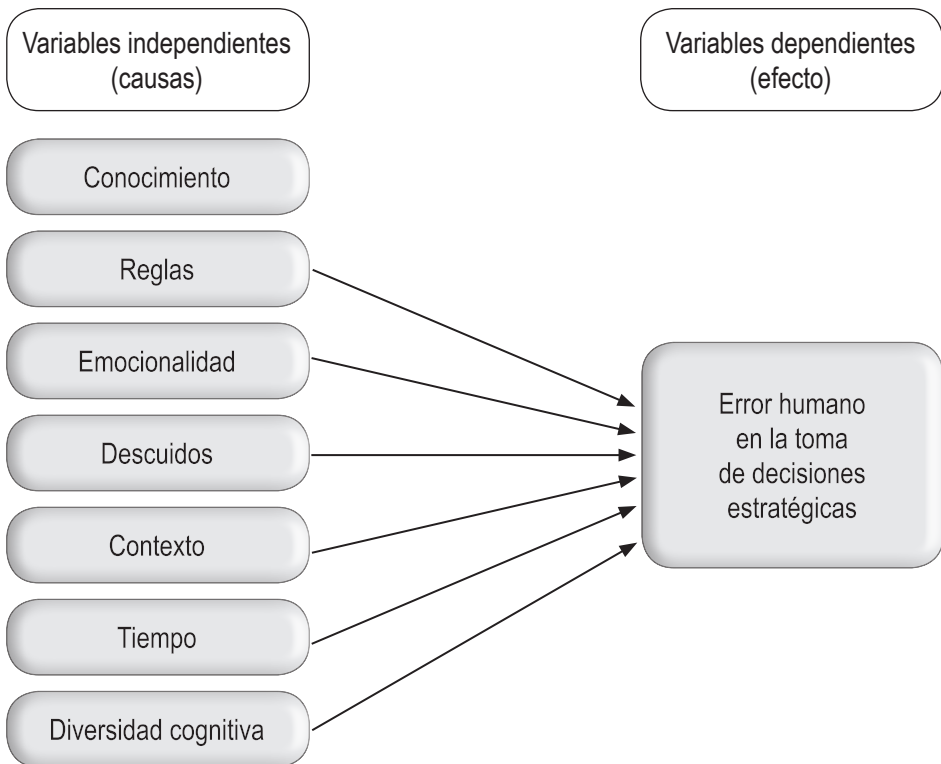 Variables independientes
(causas)
Variables dependientes
(efecto)
Conocimiento
Reglas
Emocionalidad
Descuidos
Contexto
Tiempo
Diversidad cognitiva
Error humano
en la toma
de decisiones
estratégicas